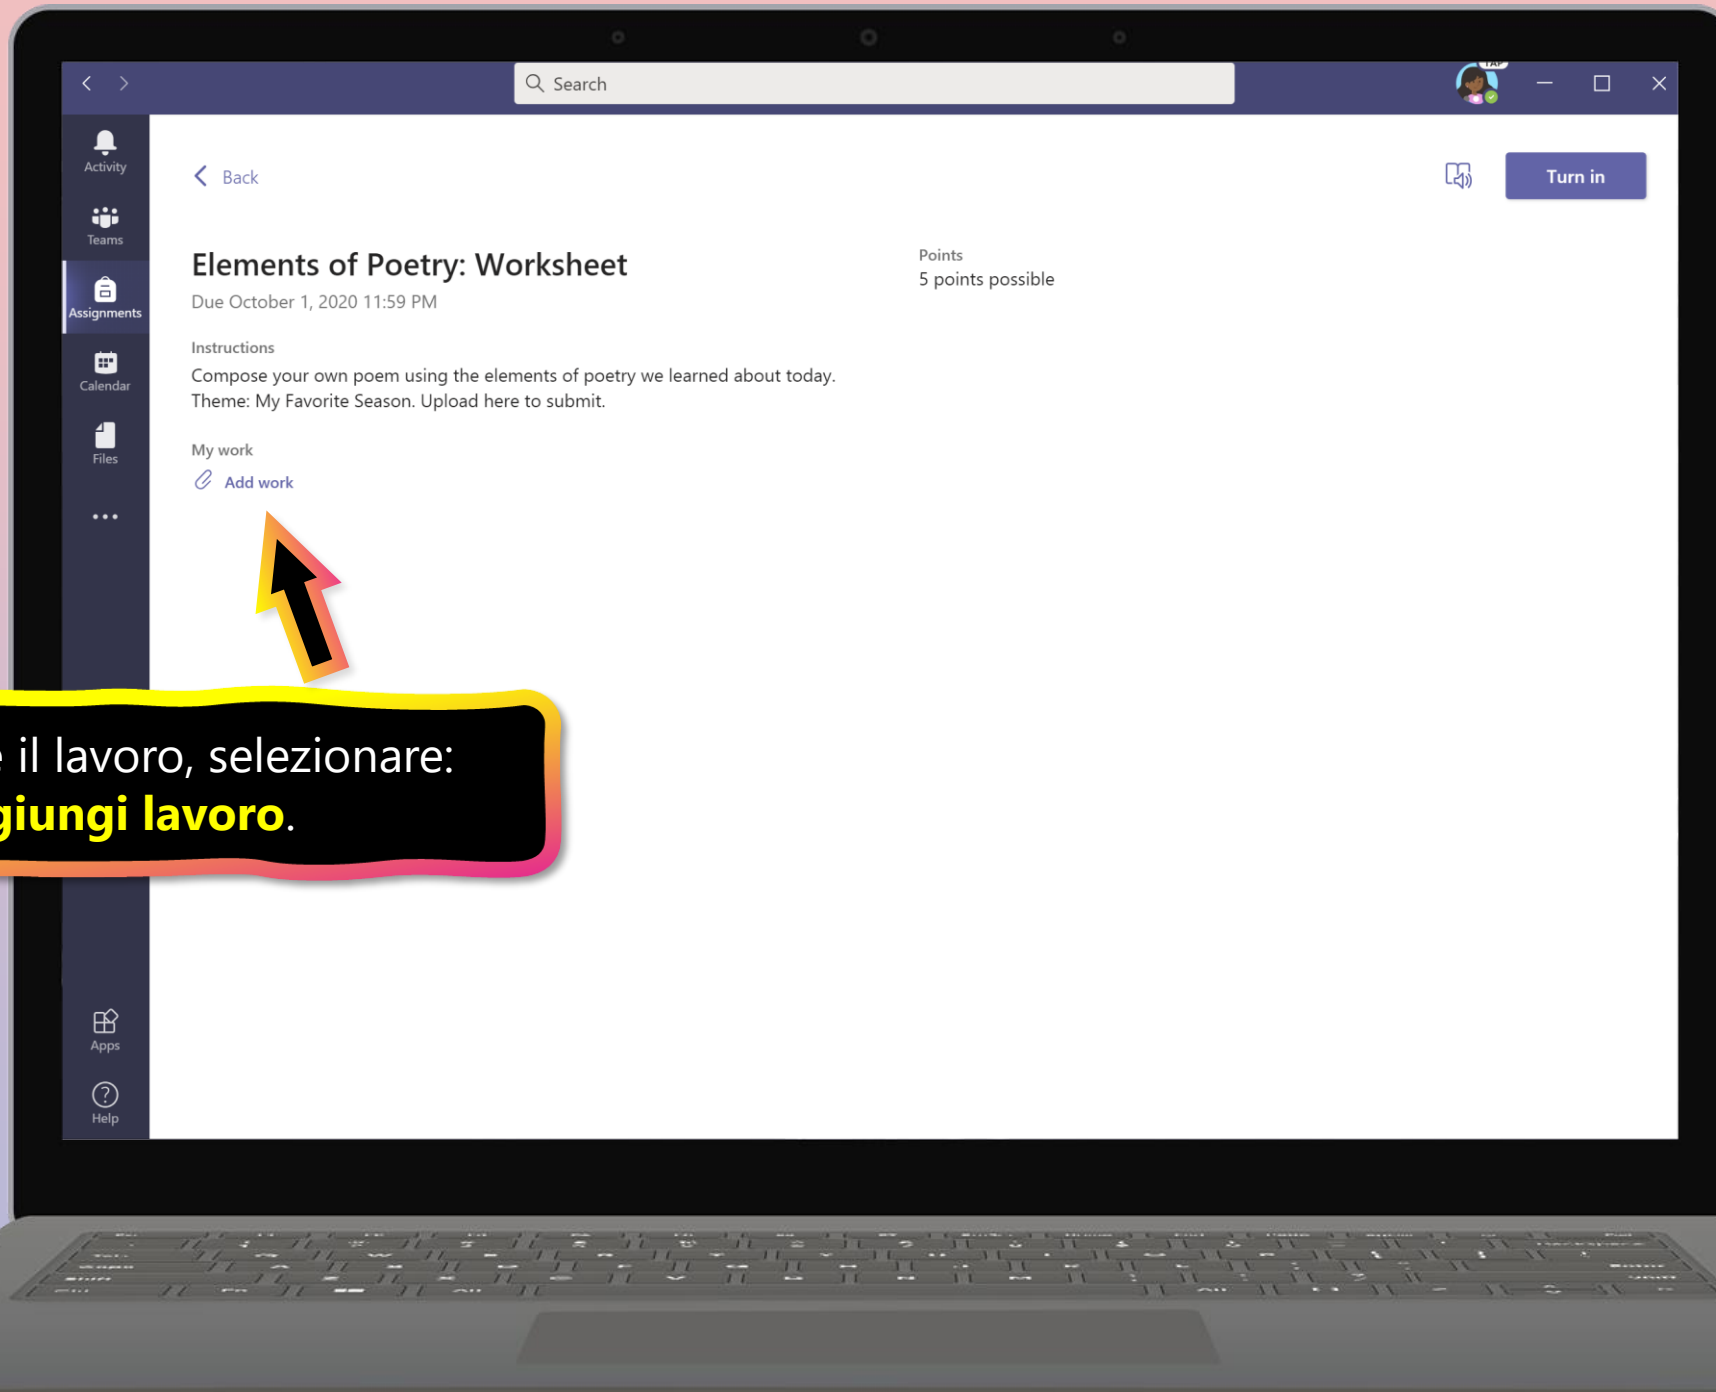 Search
TAP
Activity
Teams
Assignments
Calendar
Files
Apps
Help
Back
Turn in
Elements of Poetry: Worksheet
Due October 1, 2020 11:59 PM
Points
5 points possible
Instructions
Compose your own poem using the elements of poetry we learned about today.
Theme: My Favorite Season. Upload here to submit.
My work
Add work
il lavoro, selezionare:
giungi lavoro.